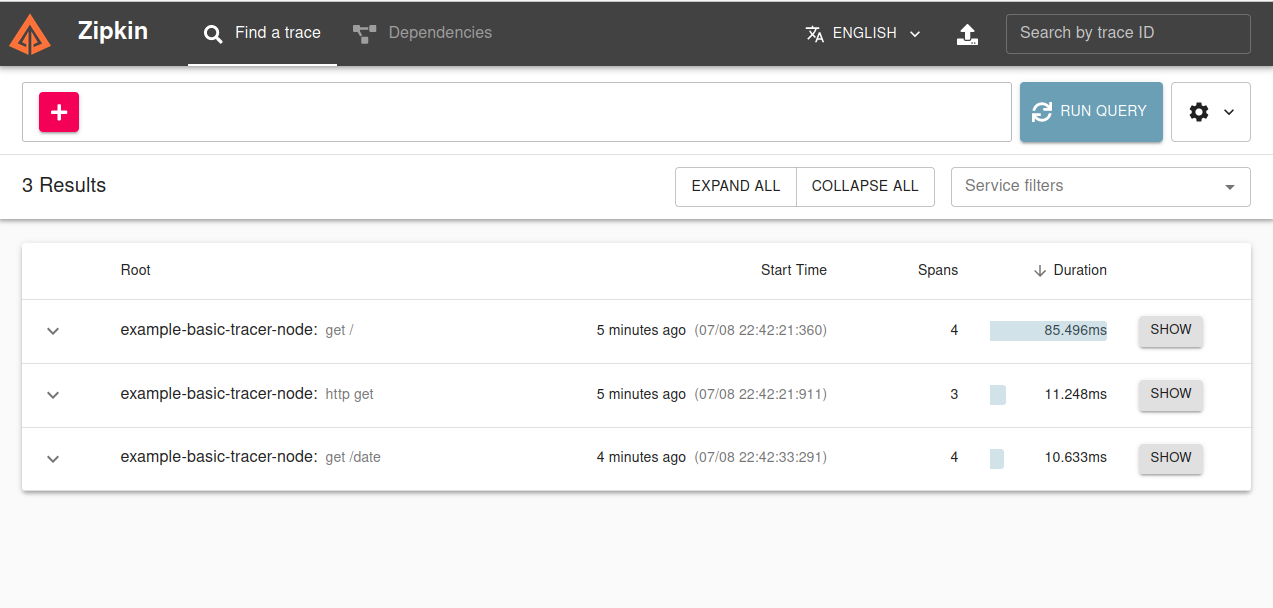 Zipkin Find a trace Dependencies ENGLISH Search by trace ID
RUN QUERY
3 Results EXPAND ALL COLLAPSE ALL Service filters
Root Start Time Spans Duration
example-basic-tracer-node: get / 5 minutes ago (07/08 22:42:21:360) 4 85.496ms SHOW
example-basic-tracer-node: http get 5 minutes ago (07/08 22:42:21:911) 3 11.248ms SHOW
example-basic-tracer-node: get /date 4 minutes ago (07/08 22:42:33:291) 4 10.633ms SHOW